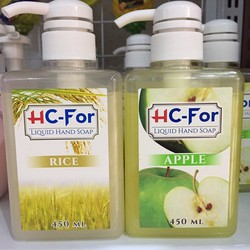 HC-For
LIQUID HAND SOAP
RICE
450 ML
HC-For
LIQUID HAND SOAP
APPLE
450 ML